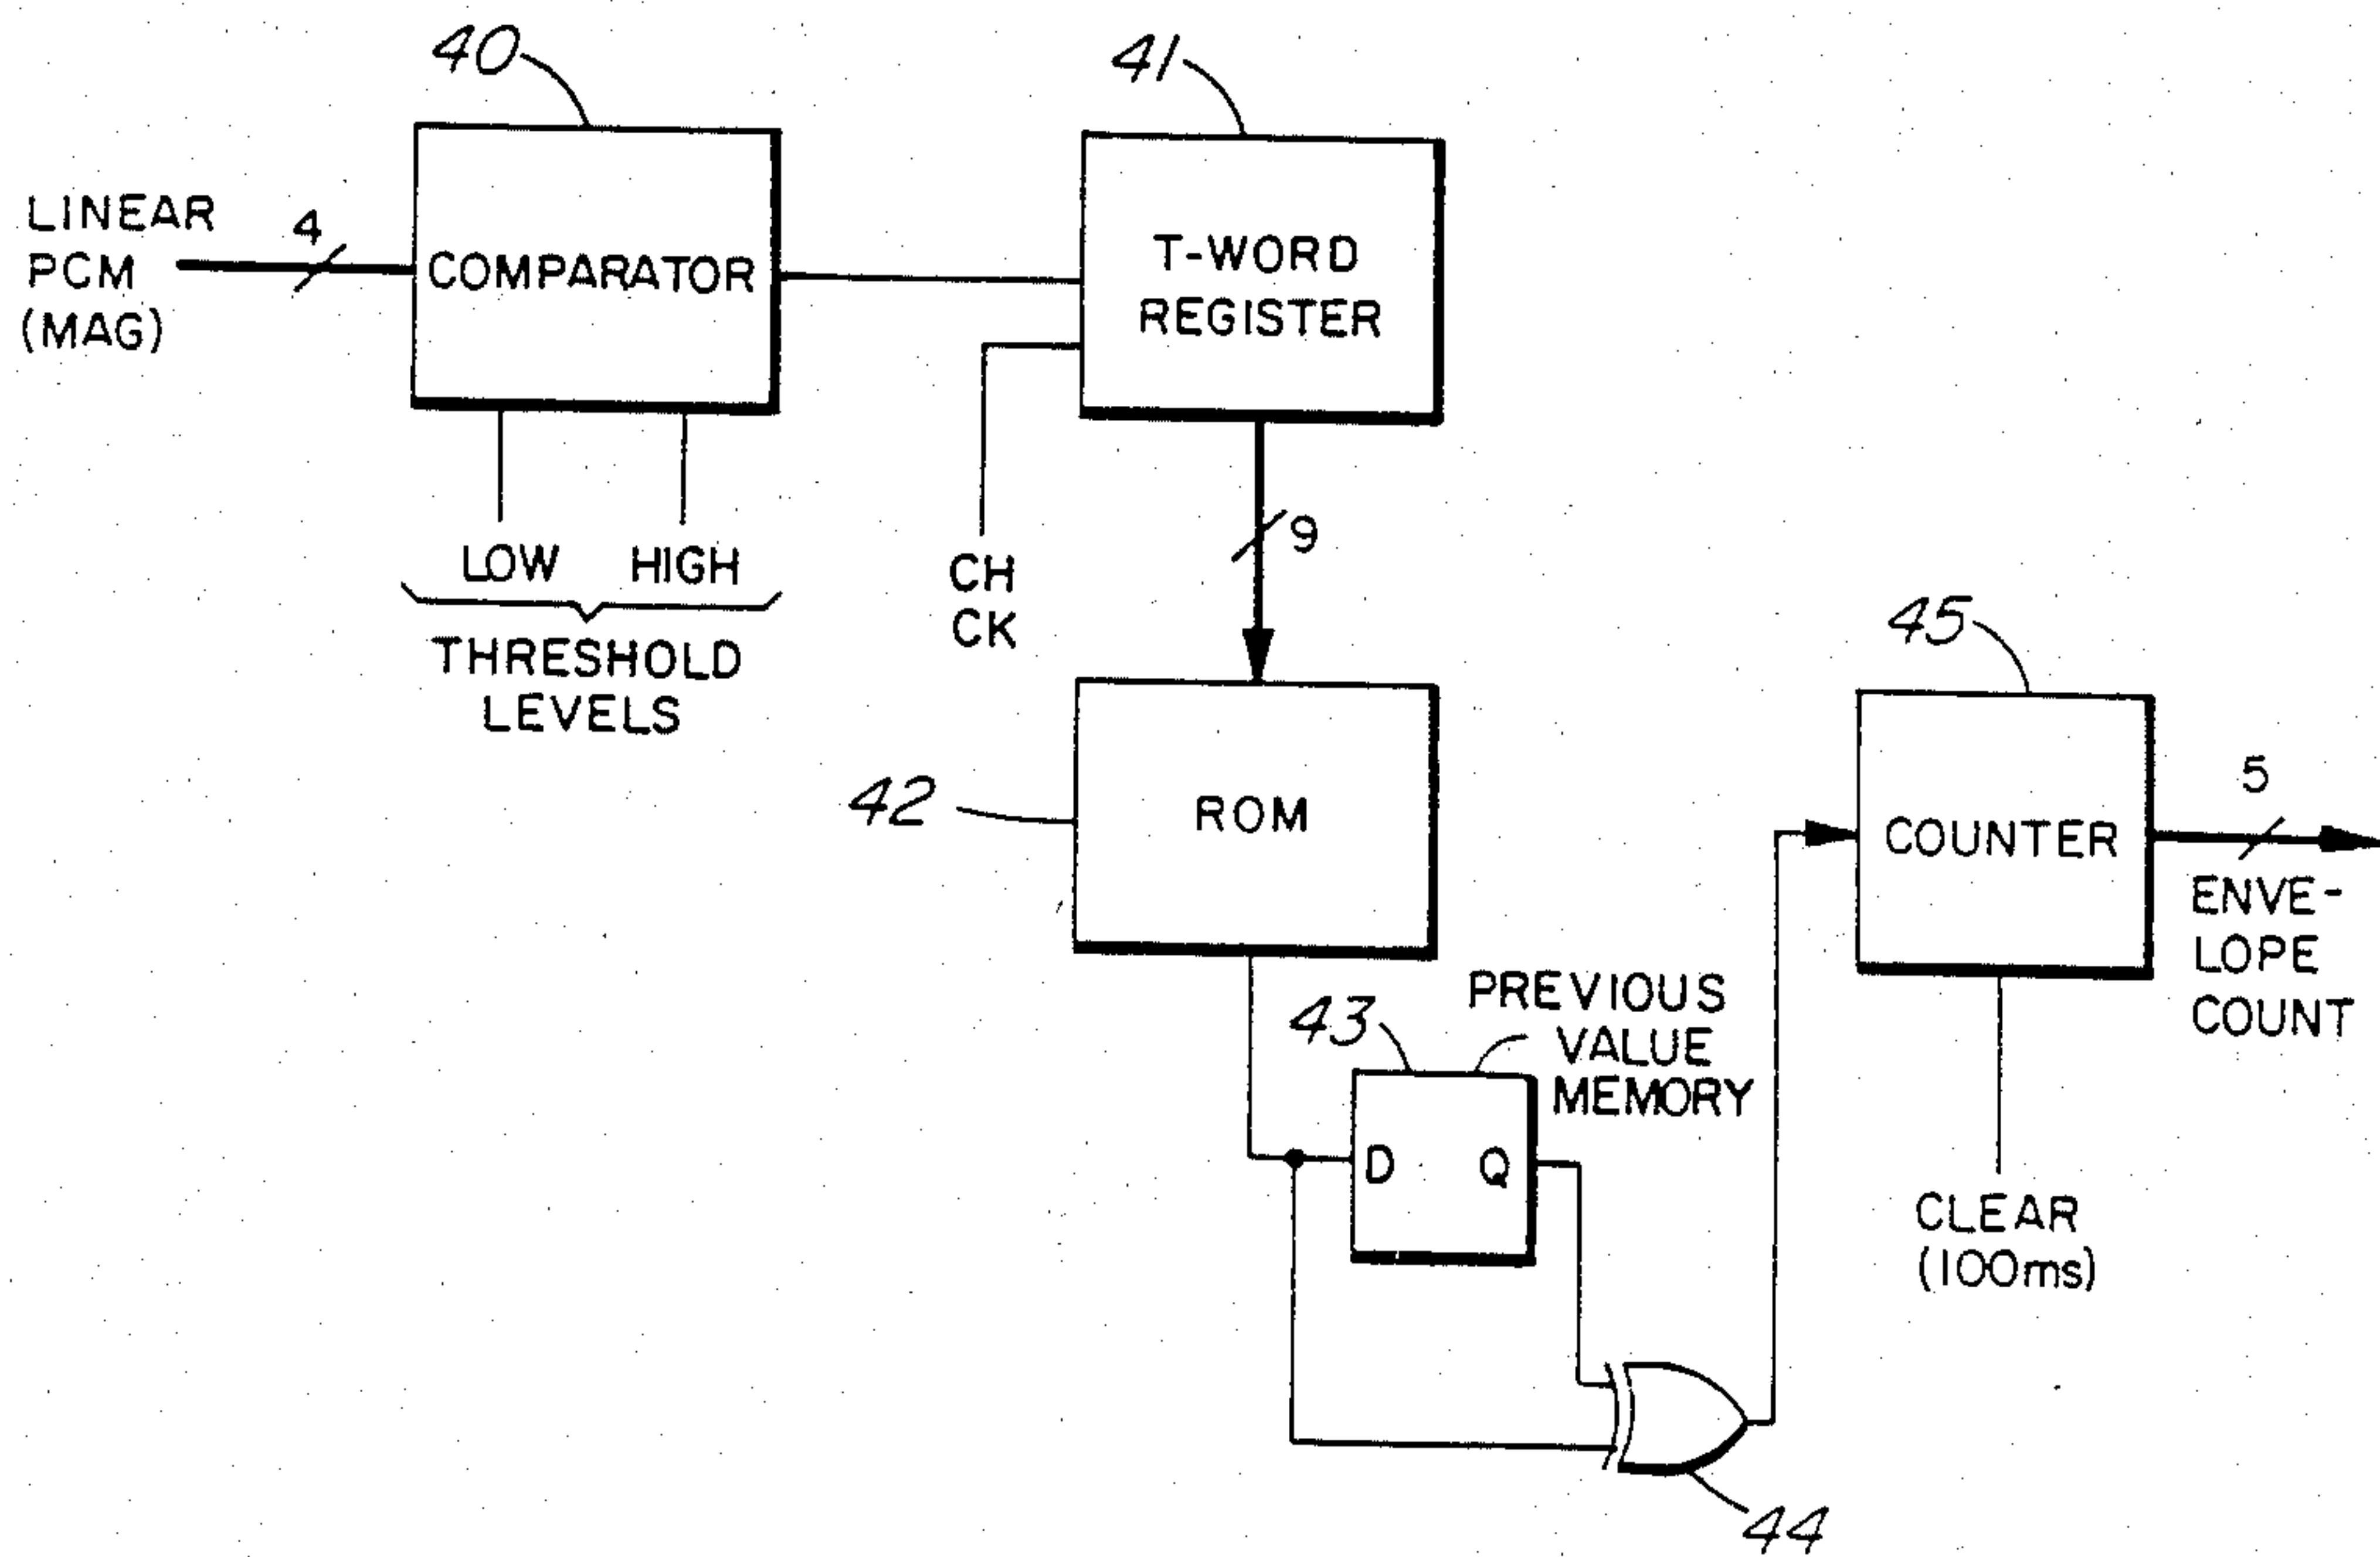 40
41
LINEAR
PCM
(MAG)
4
COMPARATOR
T-WORD
REGISTER
LOW HIGH
THRESHOLD
LEVELS
CH
CK
9
42
ROM
45
COUNTER
5
ENVE-
LOPE
COUNT
CLEAR
(100ms)
43
PREVIOUS
VALUE
MEMORY
D Q
44